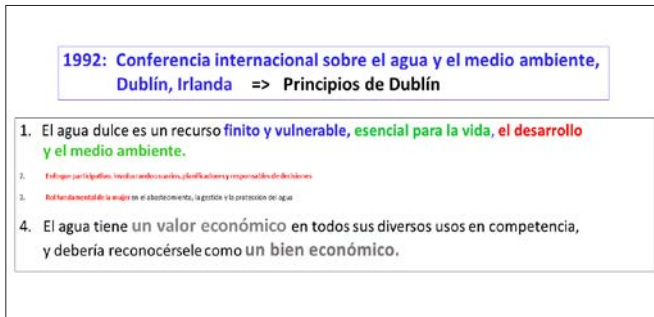 1992: Conferencia internacional sobre el agua y el medio ambiente,
Dublín, Irlanda => Principios de Dublín
1. El agua dulce es un recurso finito y vulnerable, esencial para la vida, el desarrollo
y el medio ambiente.
2. Enfoque participativo, involucrando usuarios, planificadores y responsables de decisiones
3. Rol fundamental de la mujer en el abastecimiento, la gestión y la protección del agua
4. El agua tiene un valor económico en todos sus diversos usos en competencia,
y debería reconocérsele como un bien económico.